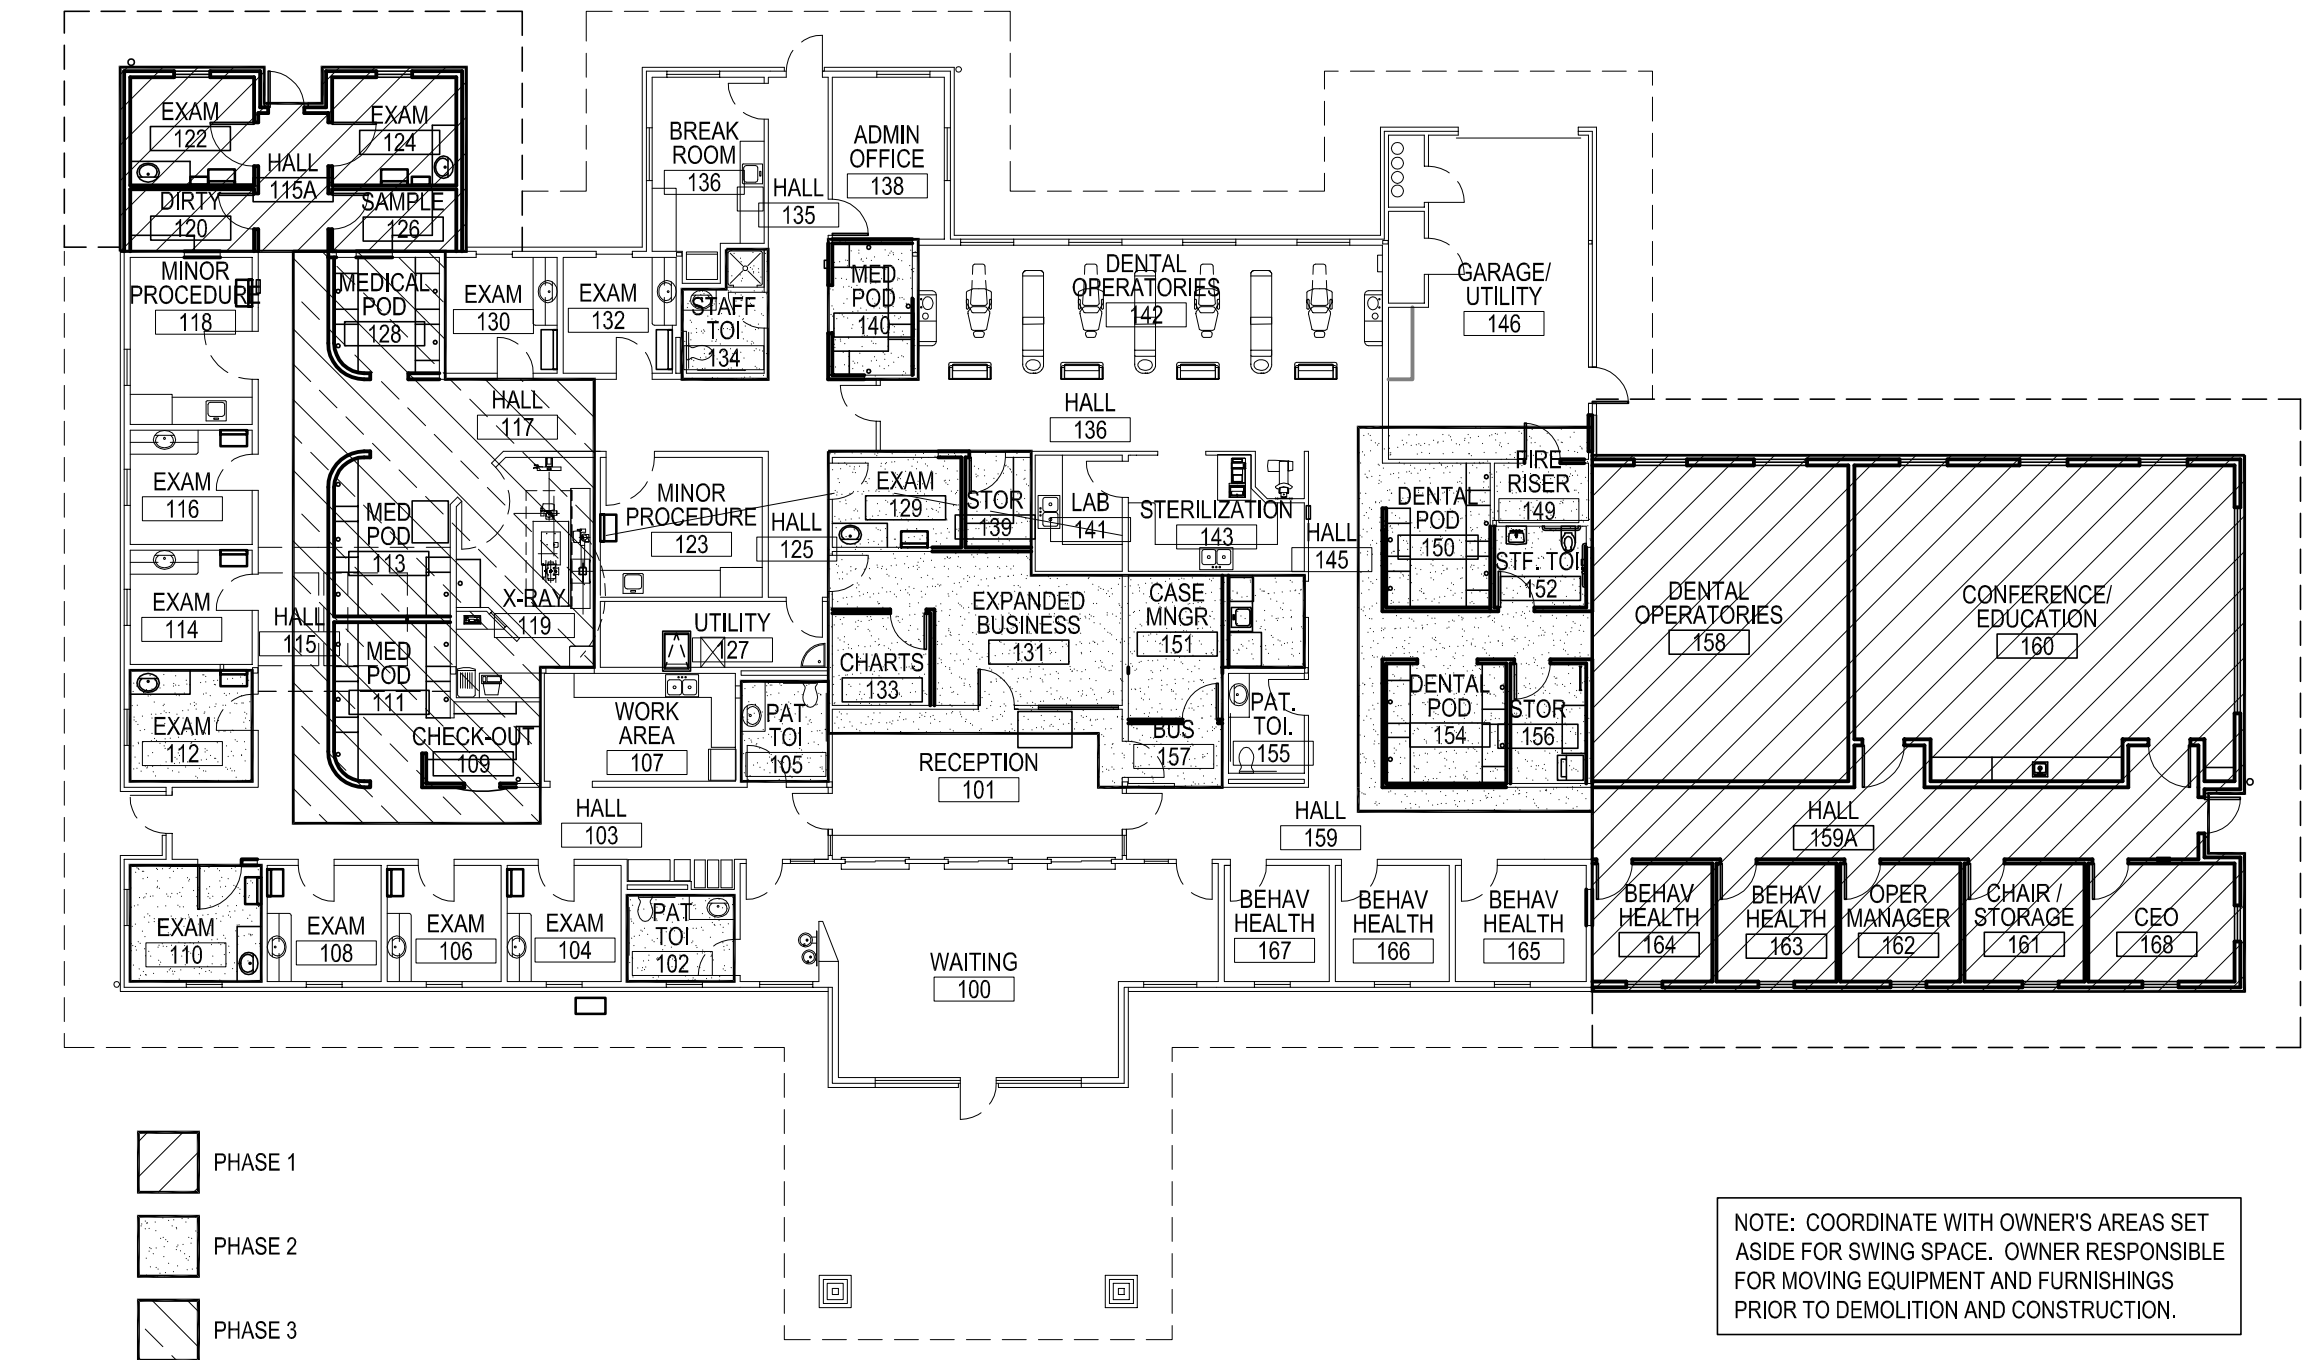 EXAM
122
EXAM
124
HALL
115A
DIRTY
120
SAMPLE
126
BREAK
ROOM
136
ADMIN
OFFICE
138
HALL
135
MINOR
PROCEDURE
118
MEDICAL
POD
128
EXAM
130
EXAM
132
STAFF
TOI
134
MED
POD
140
DENTAL
OPERATORIES
142
GARAGE/
UTILITY
146
HALL
117
HALL
136
EXAM
116
MED
POD
113
MINOR
PROCEDURE
123
HALL
125
EXAM
129
STOR
139
LAB
141
STERILIZATION
143
HALL
145
DENTAL
POD
150
FIRE
RISER
149
STF. TOI.
152
EXAM
114
HALL
115
X-RAY
119
UTILITY
127
EXPANDED
BUSINESS
131
CASE
MNGR
151
DENTAL
OPERATORIES
158
CONFERENCE/
EDUCATION
160
MED
POD
111
CHARTS
133
EXAM
112
CHECK-OUT
109
WORK
AREA
107
PAT
TOI
105
RECEPTION
101
BUS
157
PAT.
TOI.
155
DENTAL
POD
154
STOR
156
HALL
103
HALL
159
HALL
159A
EXAM
110
EXAM
108
EXAM
106
EXAM
104
PAT
TOI
102
WAITING
100
BEHAV
HEALTH
167
BEHAV
HEALTH
166
BEHAV
HEALTH
165
BEHAV
HEALTH
164
BEHAV
HEALTH
163
OPER
MANAGER
162
CHAIR /
STORAGE
161
CEO
168
PHASE 1
PHASE 2
PHASE 3
NOTE: COORDINATE WITH OWNER'S AREAS SET
ASIDE FOR SWING SPACE. OWNER RESPONSIBLE
FOR MOVING EQUIPMENT AND FURNISHINGS
PRIOR TO DEMOLITION AND CONSTRUCTION.